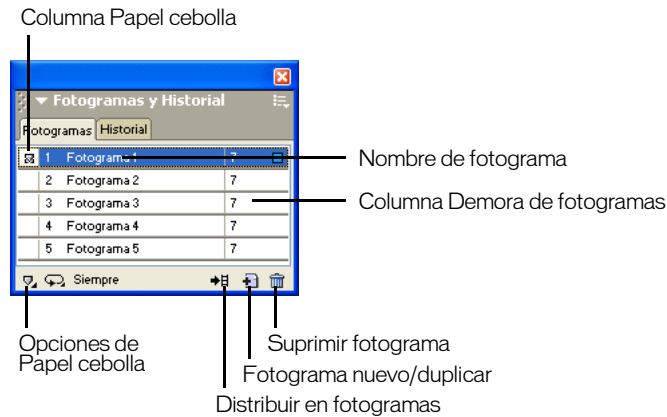 Columna Papel cebolla
Fotogramas y Historial
Fotogramas Historial
1 Fotograma 1 7
2 Fotograma 2 7
3 Fotograma 3 7
4 Fotograma 4 7
5 Fotograma 5 7
Siempre
Nombre de fotograma
Columna Demora de fotogramas
Opciones de
Papel cebolla
Suprimir fotograma
Fotograma nuevo/duplicar
Distribuir en fotogramas